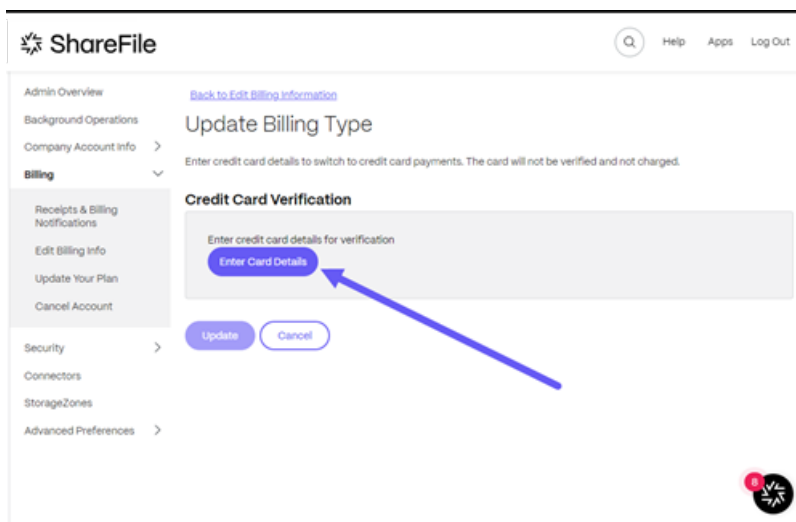 ShareFile
Help Apps Log Out
Admin Overview
Background Operations
Company Account Info
Billing
Receipts & Billing
Notifications
Edit Billing Info
Update Your Plan
Cancel Account
Security
Connectors
StorageZones
Advanced Preferences
Back to Edit Billing Information
Update Billing Type
Enter credit card details to switch to credit card payments. The card will not be verified and not charged.
Credit Card Verification
Enter credit card details for verification
Enter Card Details
Update Cancel
8